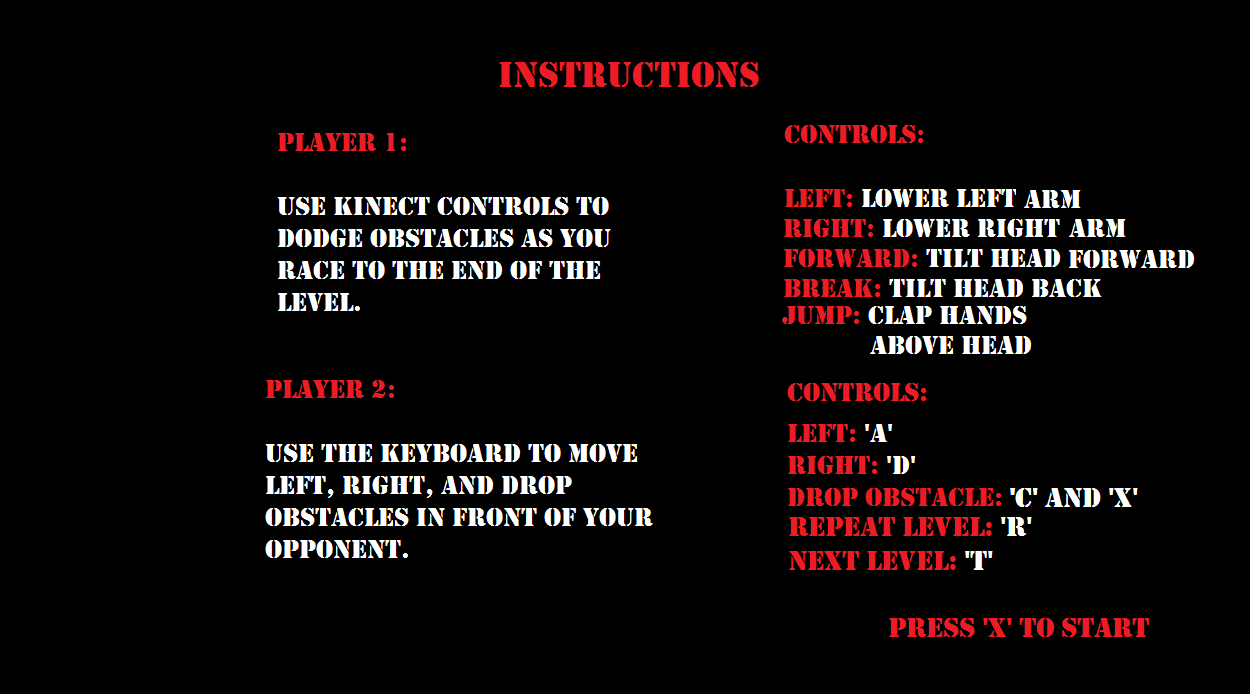 INSTRUCTIONS
PLAYER 1:
USE KINECT CONTROLS TO
DODGE OBSTACLES AS YOU
RACE TO THE END OF THE
LEVEL.
CONTROLS:
LEFT: LOWER LEFT ARM
RIGHT: LOWER RIGHT ARM
FORWARD: TILT HEAD FORWARD
BREAK: TILT HEAD BACK
JUMP: CLAP HANDS
ABOVE HEAD
PLAYER 2:
USE THE KEYBOARD TO MOVE
LEFT, RIGHT, AND DROP
OBSTACLES IN FRONT OF YOUR
OPPONENT.
CONTROLS:
LEFT: 'A'
RIGHT: 'D'
DROP OBSTACLE: 'C' AND 'X'
REPEAT LEVEL: 'R'
NEXT LEVEL: 'T'
PRESS 'X' TO START